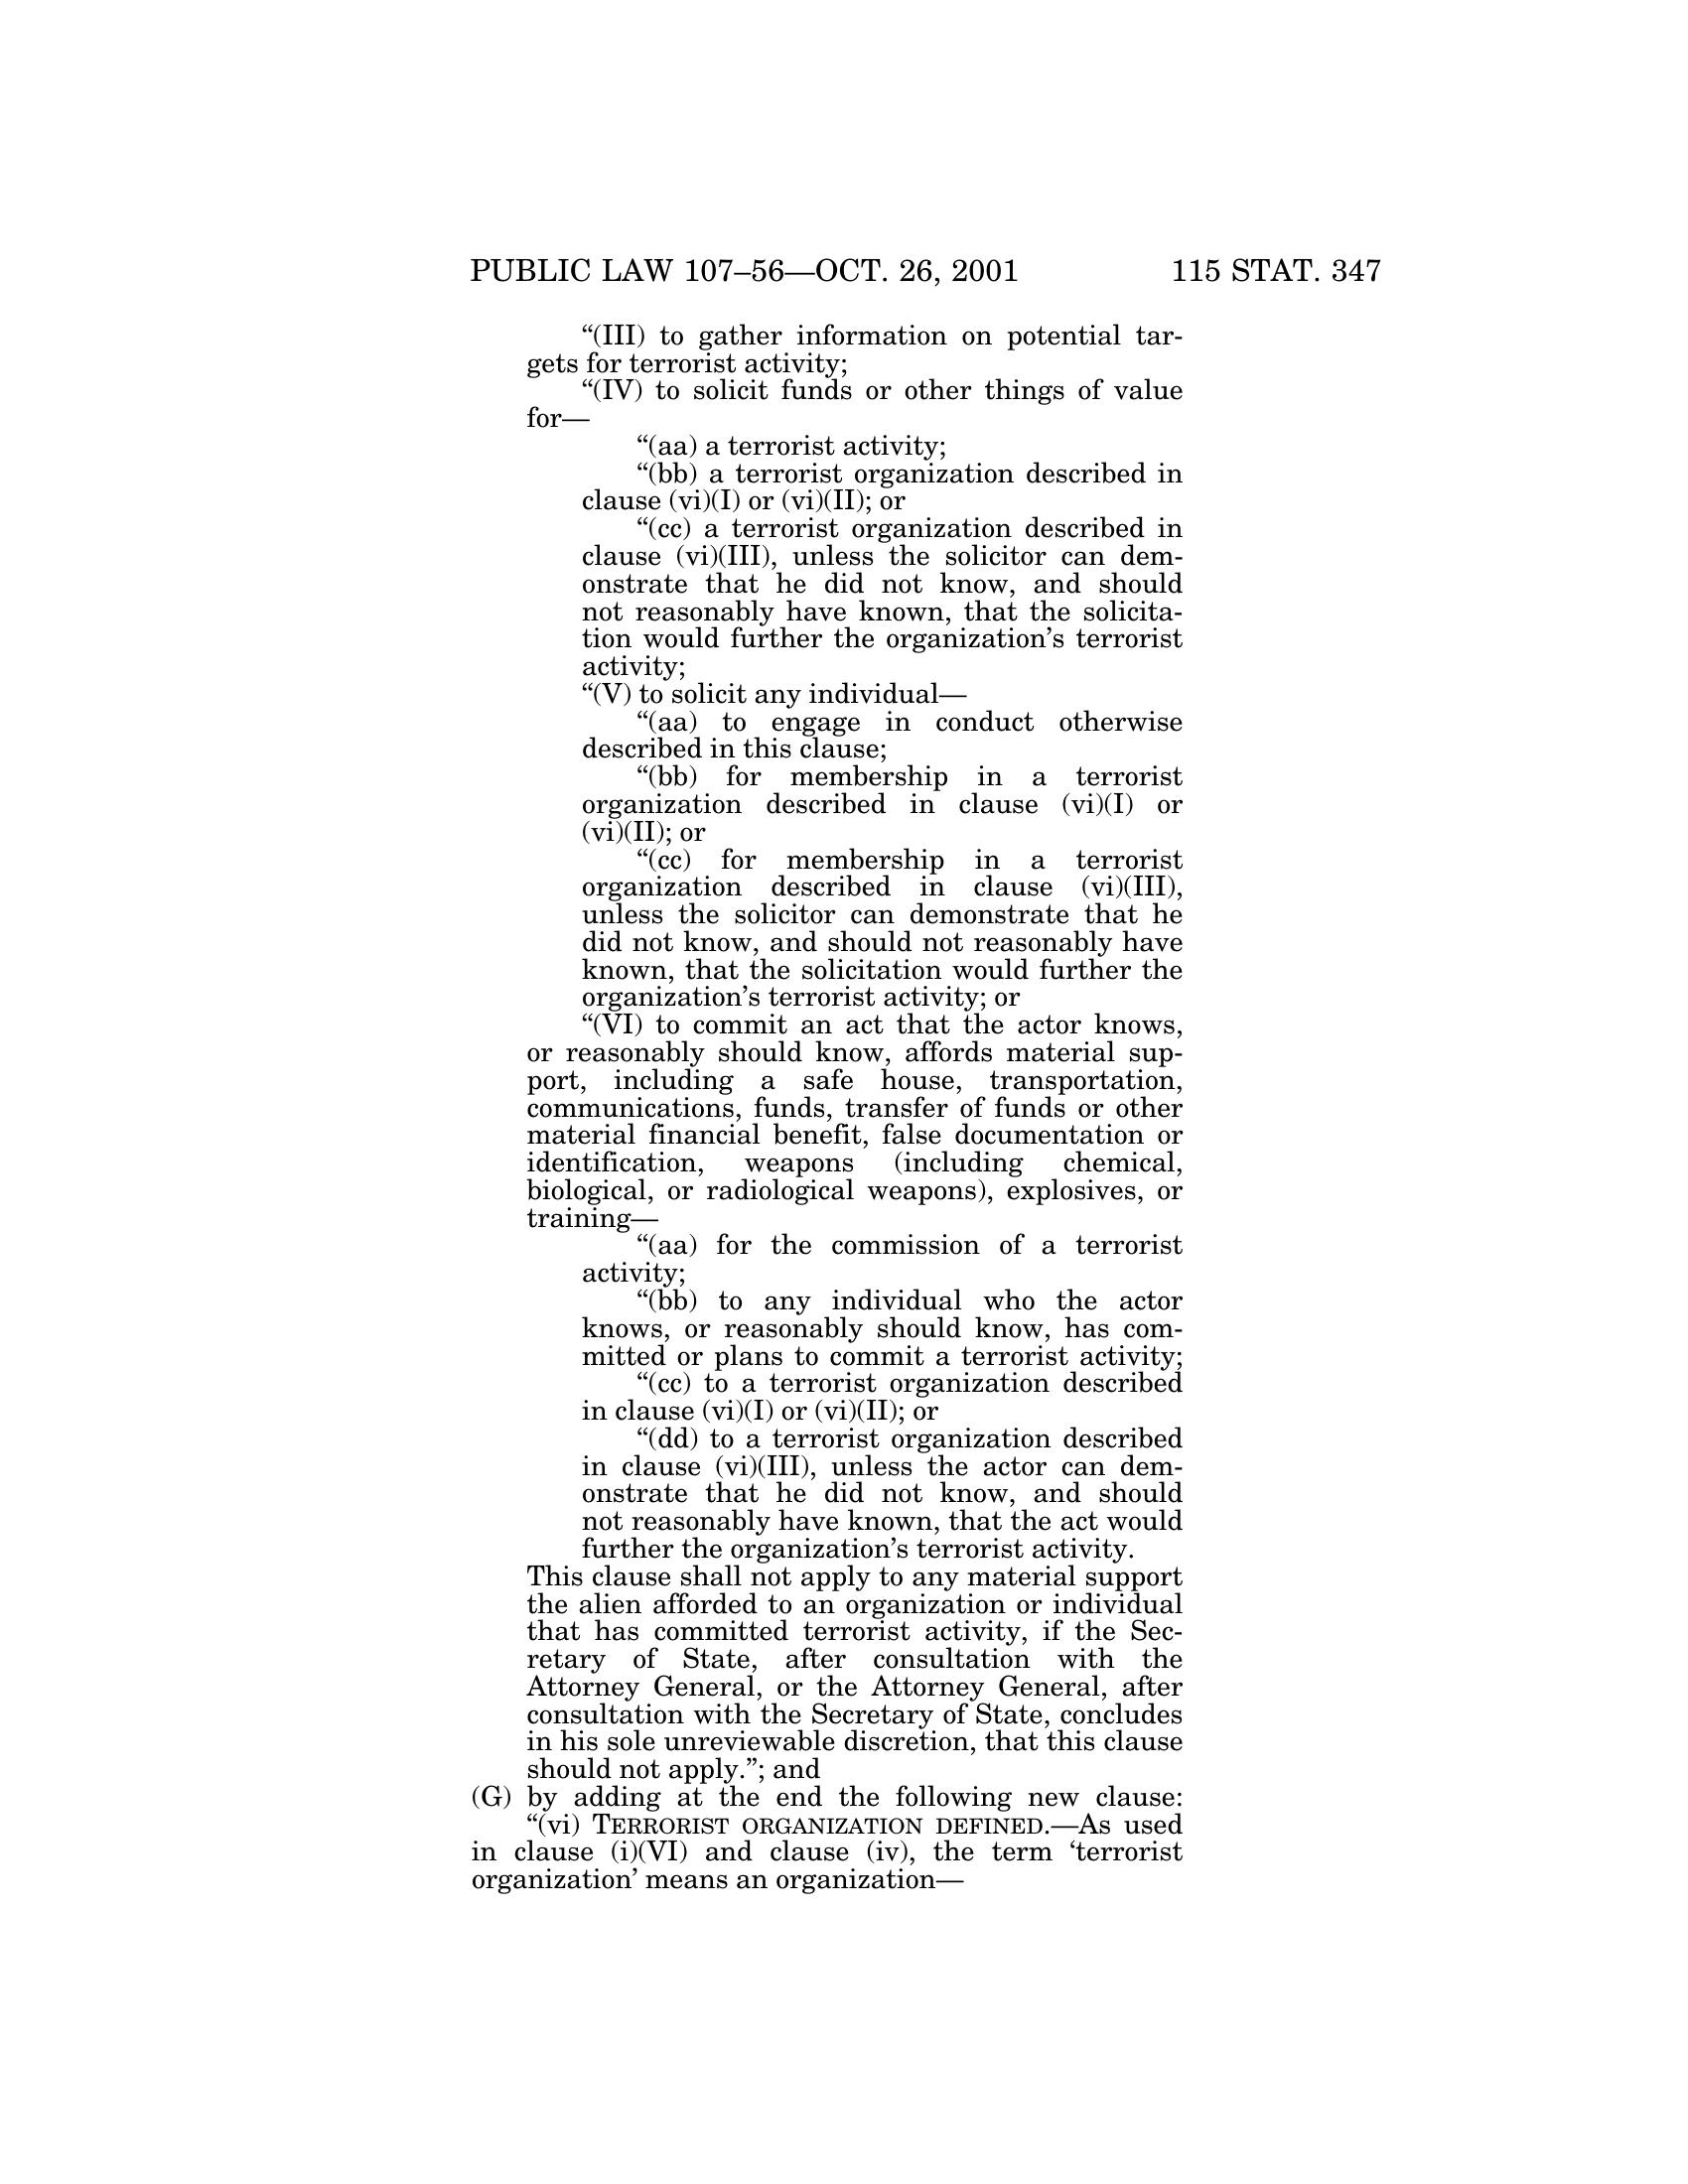 PUBLIC LAW 107–56—OCT. 26, 2001 115 STAT. 347
“(III) to gather information on potential tar-
gets for terrorist activity;
“(IV) to solicit funds or other things of value
for—
“(aa) a terrorist activity;
“(bb) a terrorist organization described in
clause (vi)(I) or (vi)(II); or
“(cc) a terrorist organization described in
clause (vi)(III), unless the solicitor can dem-
onstrate that he did not know, and should
not reasonably have known, that the solicita-
tion would further the organization’s terrorist
activity;
“(V) to solicit any individual—
“(aa) to engage in conduct otherwise
described in this clause;
“(bb) for membership in a terrorist
organization described in clause (vi)(I) or
(vi)(II); or
“(cc) for membership in a terrorist
organization described in clause (vi)(III),
unless the solicitor can demonstrate that he
did not know, and should not reasonably have
known, that the solicitation would further the
organization’s terrorist activity; or
“(VI) to commit an act that the actor knows,
or reasonably should know, affords material sup-
port, including a safe house, transportation,
communications, funds, transfer of funds or other
material financial benefit, false documentation or
identification, weapons (including chemical,
biological, or radiological weapons), explosives, or
training—
“(aa) for the commission of a terrorist
activity;
“(bb) to any individual who the actor
knows, or reasonably should know, has com-
mitted or plans to commit a terrorist activity;
“(cc) to a terrorist organization described
in clause (vi)(I) or (vi)(II); or
“(dd) to a terrorist organization described
in clause (vi)(III), unless the actor can dem-
onstrate that he did not know, and should
not reasonably have known, that the act would
further the organization’s terrorist activity.
This clause shall not apply to any material support
the alien afforded to an organization or individual
that has committed terrorist activity, if the Sec-
retary of State, after consultation with the
Attorney General, or the Attorney General, after
consultation with the Secretary of State, concludes
in his sole unreviewable discretion, that this clause
should not apply.”; and
(G) by adding at the end the following new clause:
“(vi) TERRORIST ORGANIZATION DEFINED.—As used
in clause (i)(VI) and clause (iv), the term ‘terrorist
organization’ means an organization—